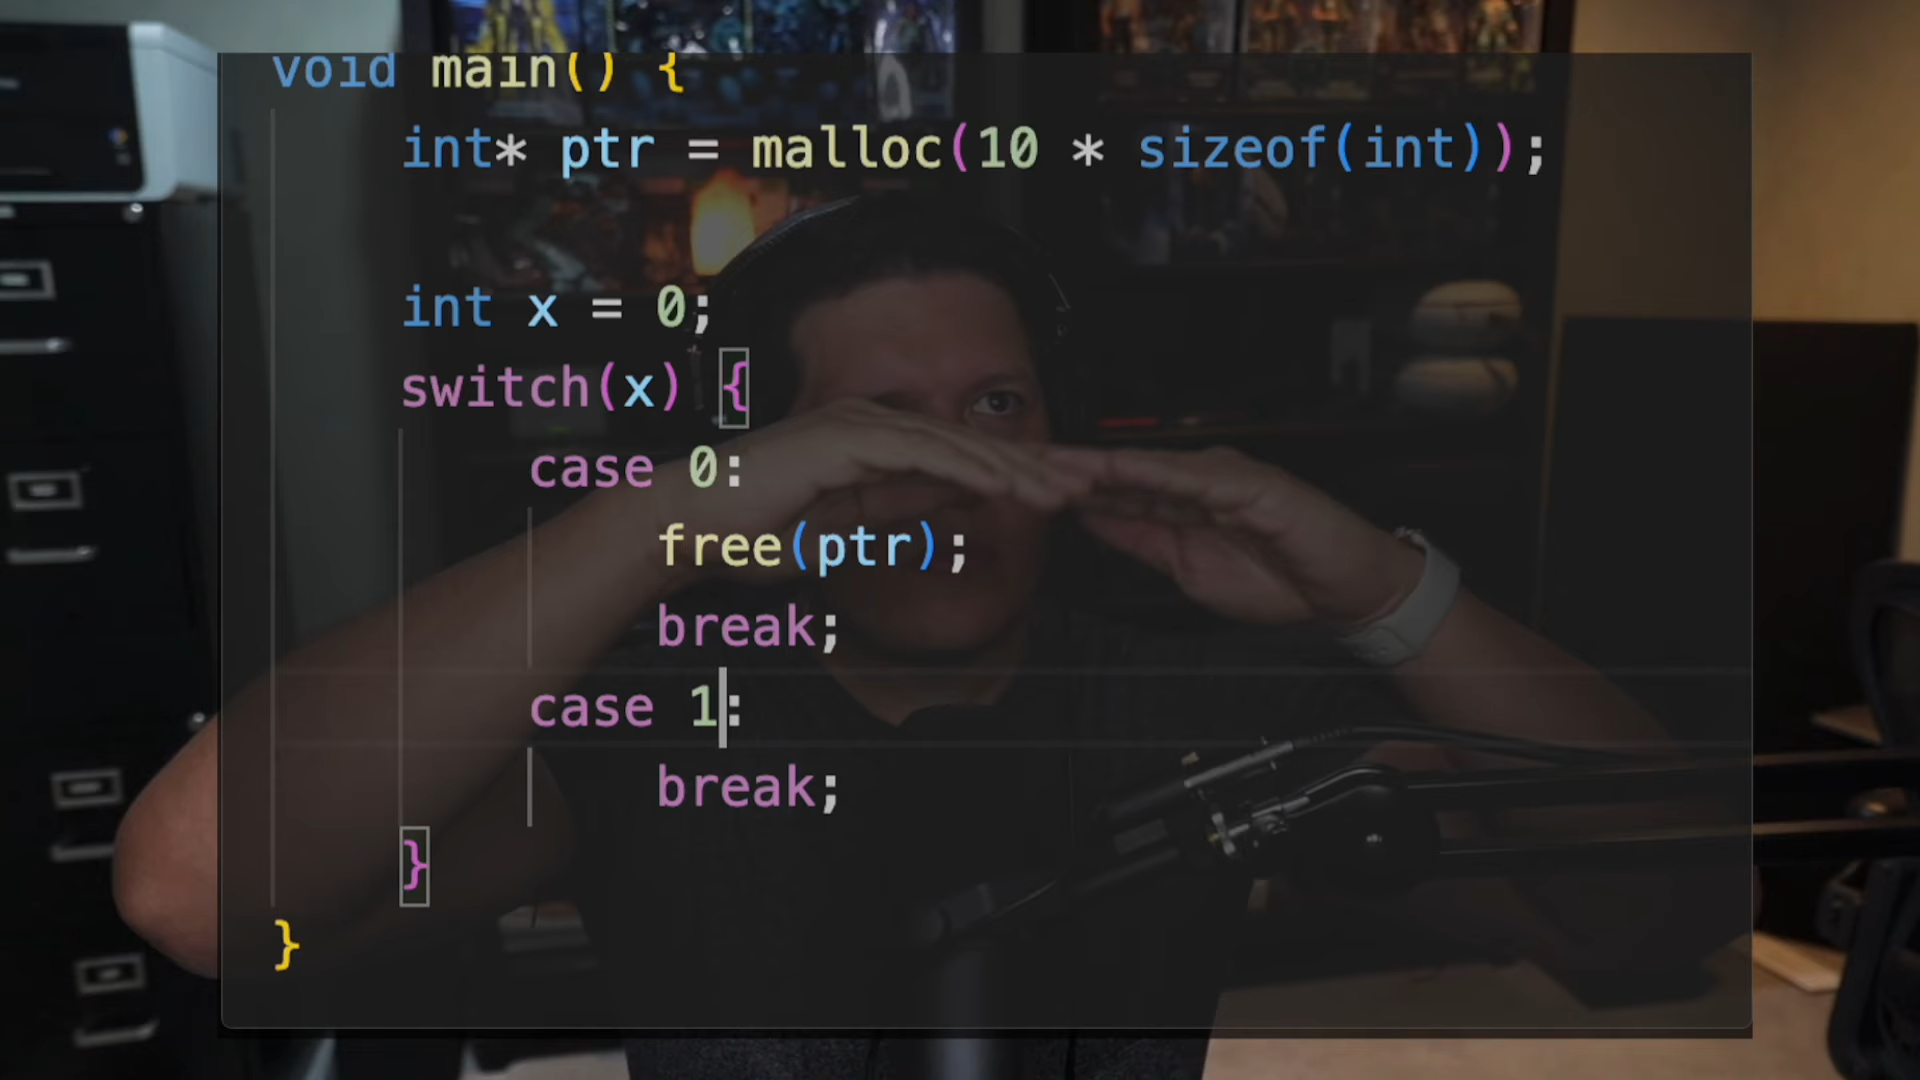 void main() {
int* ptr = malloc(10 * sizeof(int));
int x = 0;
switch(x) {
case 0:
free(ptr);
break;
case 1:
break;
}
}